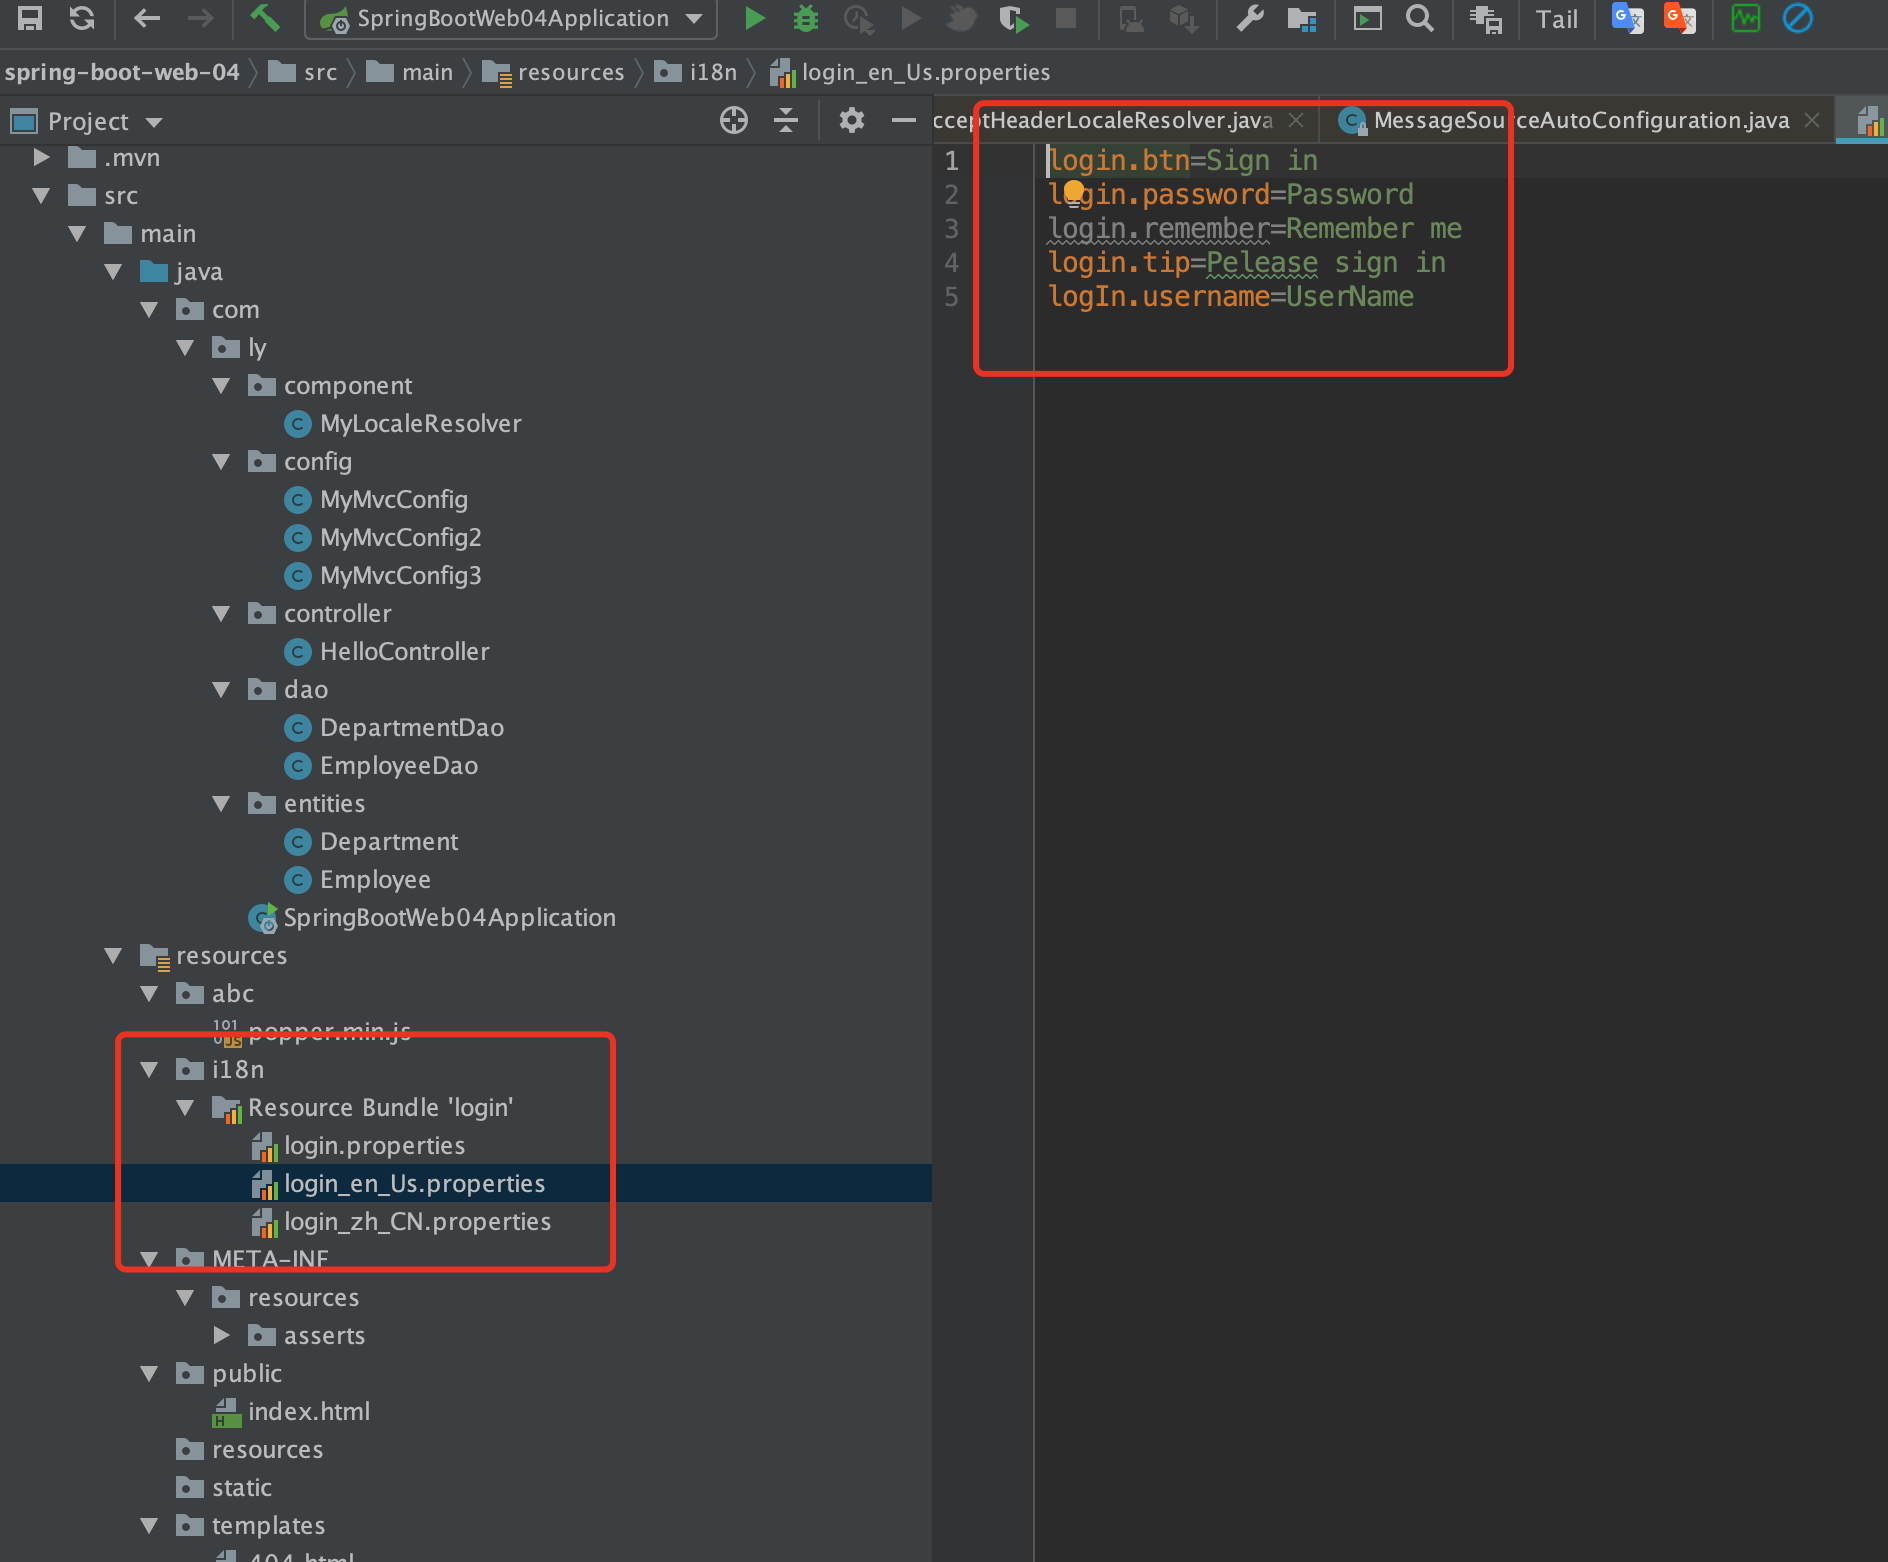 SpringBootWeb04Application
Tail
spring-boot-web-04
src
main
resources
i18n
login_en_Us.properties
Project
.mvn
src
main
java
com
ly
component
MyLocaleResolver
config
MyMvcConfig
MyMvcConfig2
MyMvcConfig3
controller
HelloController
dao
DepartmentDao
EmployeeDao
entities
Department
Employee
SpringBootWeb04Application
resources
abc
popper.min.js
i18n
Resource Bundle 'login'
login.properties
login_en_Us.properties
login_zh_CN.properties
META-INF
resources
asserts
public
index.html
resources
static
templates
404.html
cceptHeaderLocaleResolver.java
MessageSourceAutoConfiguration.java
1 login.btn=Sign in
2 login.password=Password
3 login.remember=Remember me
4 login.tip=Pelease sign in
5 logIn.username=UserName